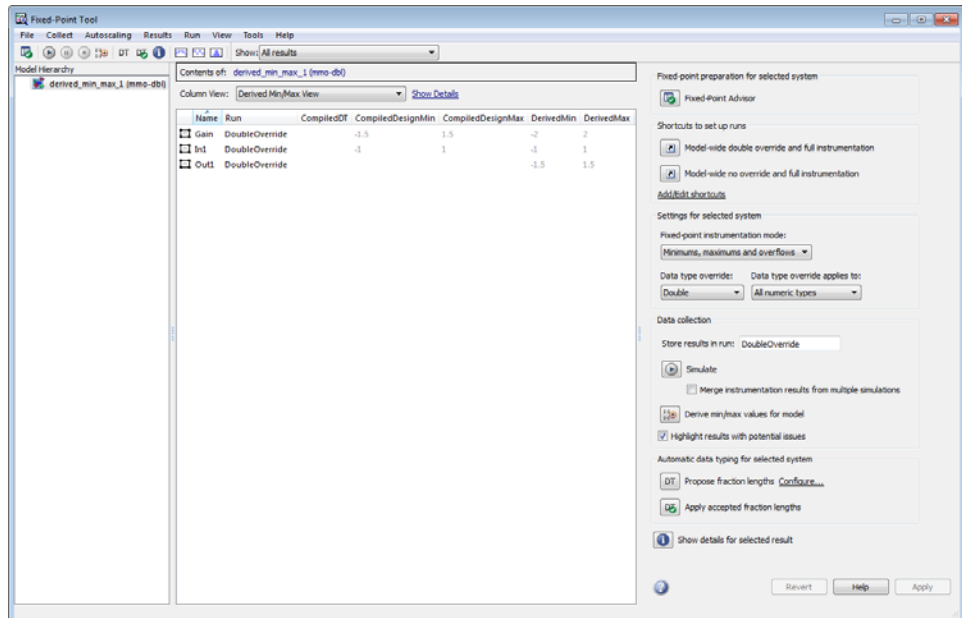 Fixed-Point Tool
File Collect Autoscaling Results Run View Tools Help
DT Show: All results
Model Hierarchy
derived_min_max_1 (mmo-dbl)
Contents of: derived_min_max_1 (mmo-dbl)
Column View: Derived Min/Max View Show Details
Name Run CompiledDT CompiledDesignMin CompiledDesignMax DerivedMin DerivedMax
Gain DoubleOverride -1.5 1.5 -2 2
In1 DoubleOverride -1 1 -1 1
Out1 DoubleOverride -1.5 1.5
Fixed-point preparation for selected system
Fixed-Point Advisor
Shortcuts to set up runs
Model-wide double override and full instrumentation
Model-wide no override and full instrumentation
Add/Edit shortcuts
Settings for selected system
Fixed-point instrumentation mode:
Minimums, maximums and overflows
Data type override: Data type override applies to:
Double All numeric types
Data collection
Store results in run: DoubleOverride
Simulate
Merge instrumentation results from multiple simulations
Derive min/max values for model
Highlight results with potential issues
Automatic data typing for selected system
DT Propose fraction lengths Configure...
Apply accepted fraction lengths
Show details for selected result
Revert Help Apply